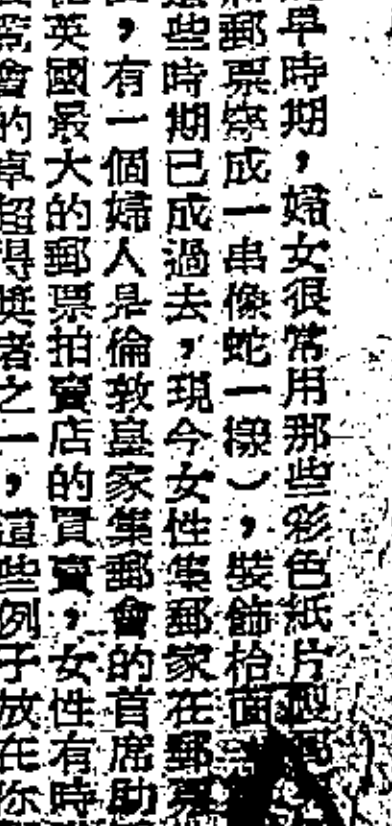 早時期，婦女很常用那些彩色紙片
郵票穿成一串像蛇一樣），裝飾枱面
些時期已成過去，現今女性集郵家在郵
，有一個婦人是倫敦皇家集郵會的首席助
英國最大的郵票拍賣店的買賣，女性有時
會的卓超得獎者之一，這些例子放在你